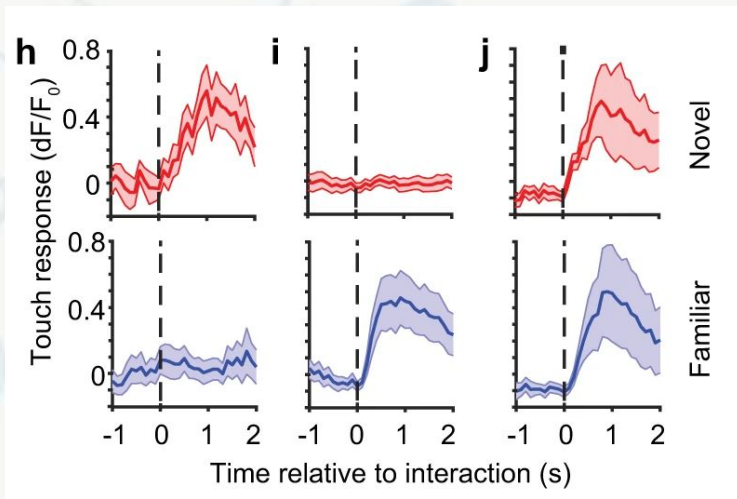 h
i
j
0.8
0.4
0
Touch response (dF/F0)
Novel
0.8
0.4
0
Familiar
-1 0 1 2
-1 0 1 2
-1 0 1 2
Time relative to interaction (s)